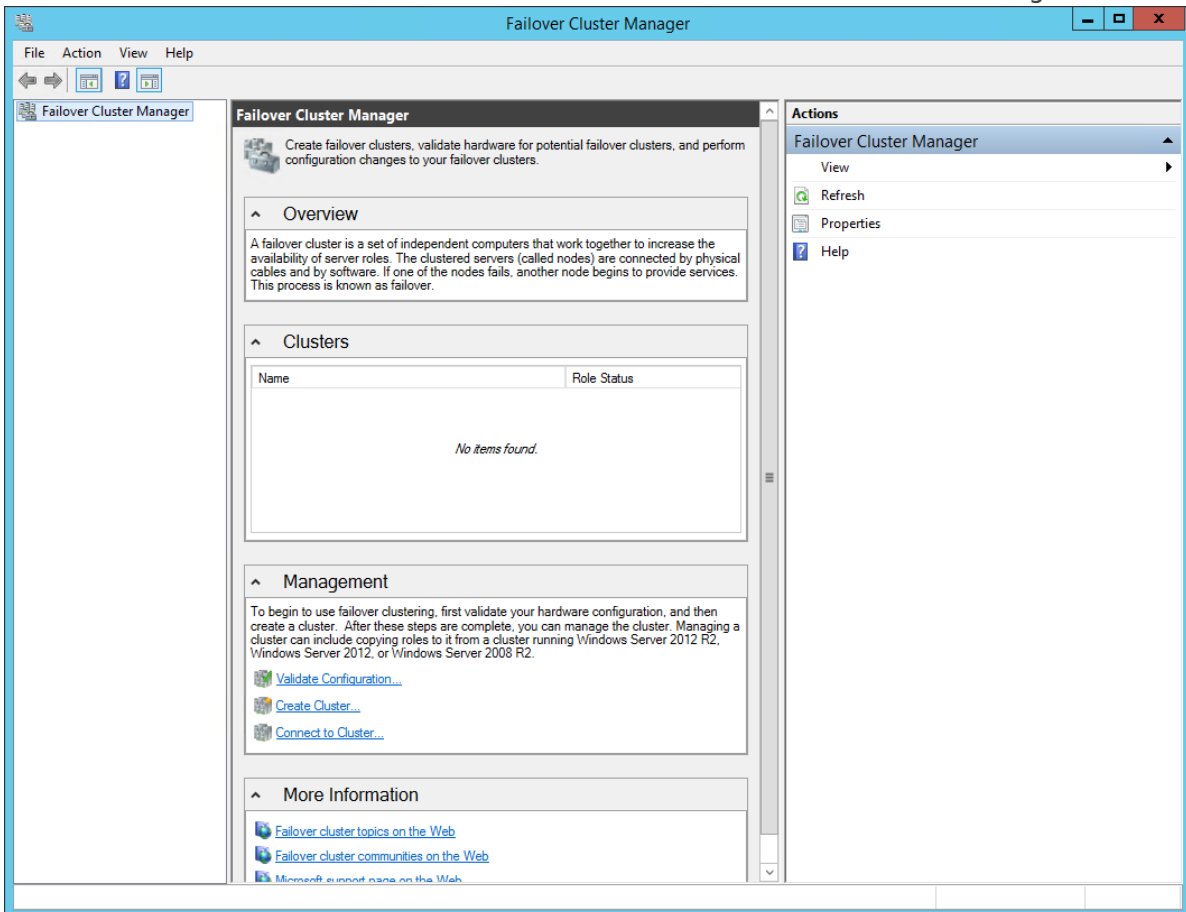 Failover Cluster Manager
File Action View Help
Failover Cluster Manager
Failover Cluster Manager
Create failover clusters, validate hardware for potential failover clusters, and perform
configuration changes to your failover clusters.
Overview
A failover cluster is a set of independent computers that work together to increase the
availability of server roles. The clustered servers (called nodes) are connected by physical
cables and by software. If one of the nodes fails, another node begins to provide services.
This process is known as failover.
Clusters
Name Role Status
No items found.
Management
To begin to use failover clustering, first validate your hardware configuration, and then
create a cluster. After these steps are complete, you can manage the cluster. Managing a
cluster can include copying roles to it from a cluster running Windows Server 2012 R2,
Windows Server 2012, or Windows Server 2008 R2.
Validate Configuration...
Create Cluster...
Connect to Cluster...
More Information
Failover cluster topics on the Web
Failover cluster communities on the Web
Microsoft support page on the Web
Actions
Failover Cluster Manager
View
Refresh
Properties
Help